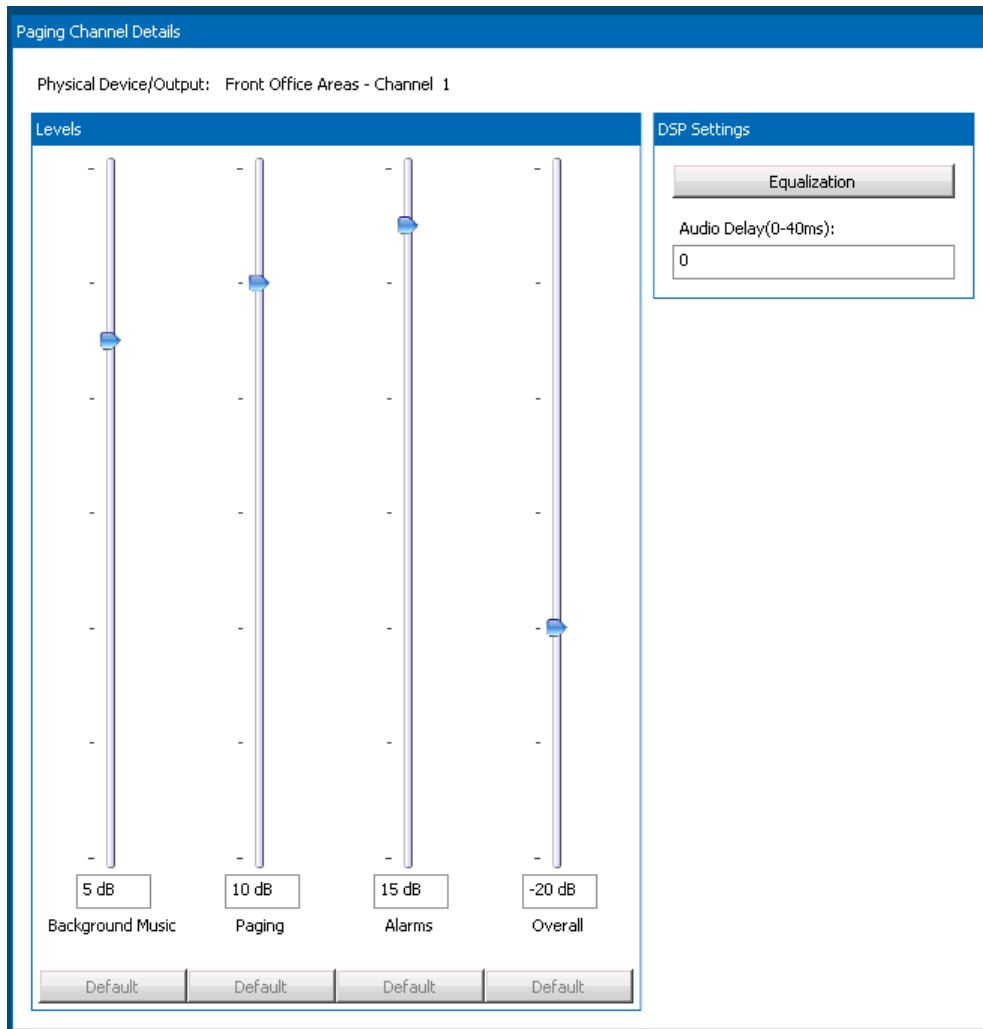 Paging Channel Details
Physical Device/Output: Front Office Areas - Channel 1
Levels
5 dB 10 dB 15 dB -20 dB
Background Music Paging Alarms Overall
Default Default Default Default
DSP Settings
Equalization
Audio Delay(0-40ms):
0